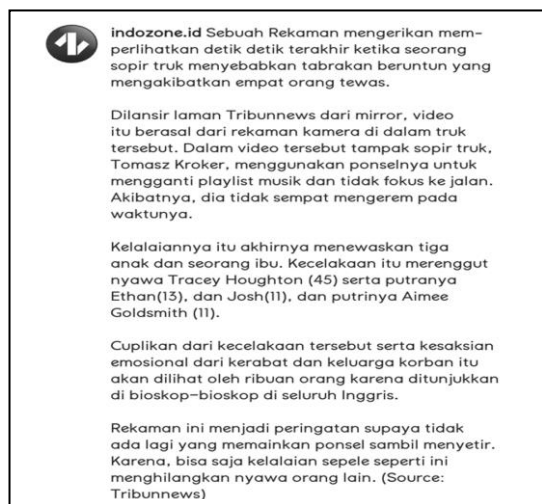 indozone.id Sebuah Rekaman mengerikan mem-
perlihatkan detik detik terakhir ketika seorang
sopir truk menyebabkan tabrakan beruntun yang
mengakibatkan empat orang tewas.
Dilansir laman Tribunnews dari mirror, video
itu berasal dari rekaman kamera di dalam truk
tersebut. Dalam video tersebut tampak sopir truk,
Tomasz Kroker, menggunakan ponselnya untuk
mengganti playlist musik dan tidak fokus ke jalan.
Akibatnya, dia tidak sempat mengerem pada
waktunya.
Kelalaiannya itu akhirnya menewaskan tiga
anak dan seorang ibu. Kecelakaan itu merenggut
nyawa Tracey Houghton (45) serta putranya
Ethan(13), dan Josh(11), dan putrinya Aimee
Goldsmith (11).
Cuplikan dari kecelakaan tersebut serta kesaksian
emosional dari kerabat dan keluarga korban itu
akan dilihat oleh ribuan orang karena ditunjukkan
di bioskop-bioskop di seluruh Inggris.
Rekaman ini menjadi peringatan supaya tidak
ada lagi yang memainkan ponsel sambil menyetir.
Karena, bisa saja kelalaian sepele seperti ini
menghilangkan nyawa orang lain. (Source:
Tribunnews)